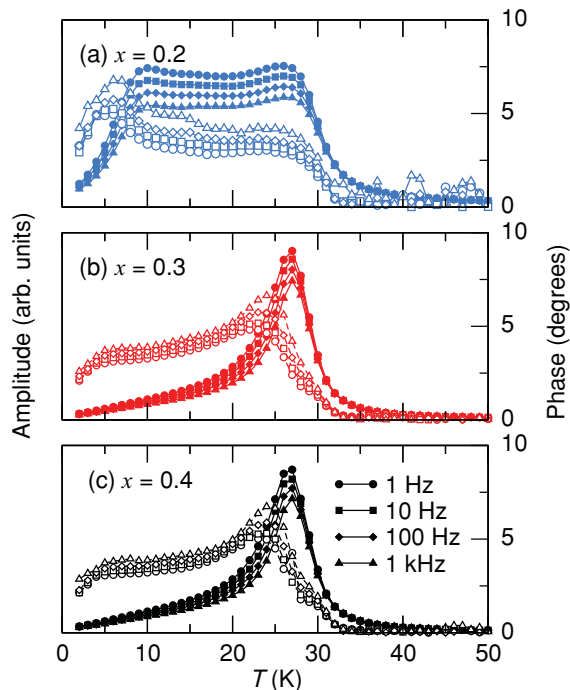 (a) x = 0.2
10
5
0
(b) x = 0.3
10
5
0
(c) x = 0.4
10
5
0
1 Hz
10 Hz
100 Hz
1 kHz
0 10 20 30 40 50
T (K)
Amplitude (arb. units)
Phase (degrees)